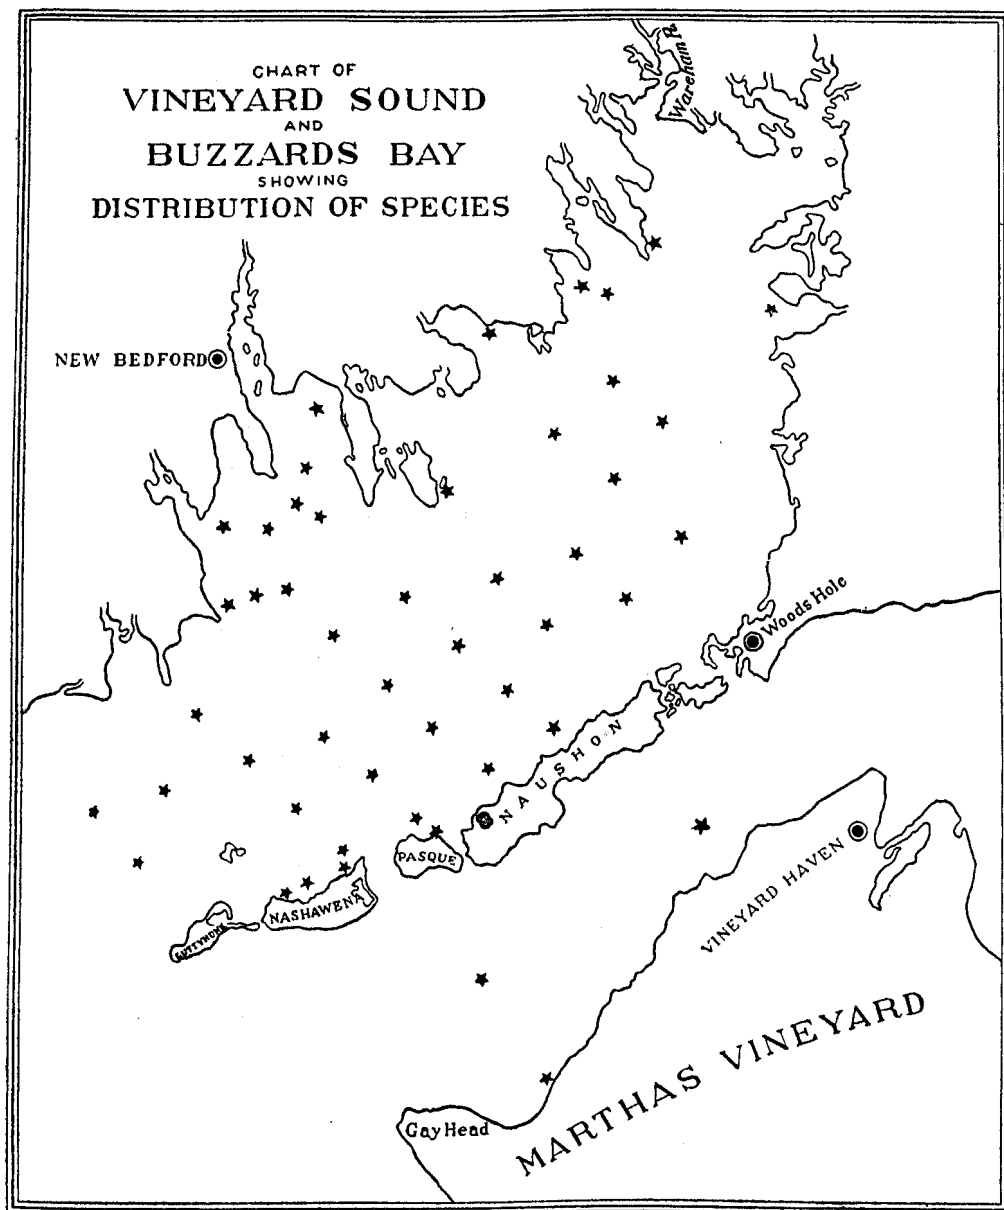 CHART OF
VINEYARD SOUND
AND
BUZZARDS BAY
SHOWING
DISTRIBUTION OF SPECIES
Wareham R.
NEW BEDFORD
Woods Hole
NAUSHON
PASQUE
NASHAWENA
CUTTYHUNK
VINEYARD HAVEN
MARTHAS VINEYARD
Gay Head